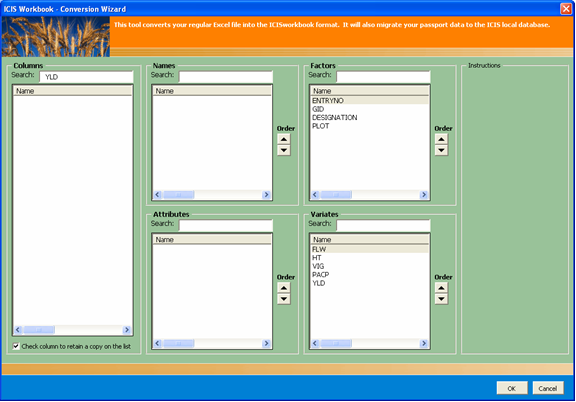 ICIS Workbook - Conversion Wizard
This tool converts your regular Excel file into the ICISworkbook format. It will also migrate your passport data to the ICIS local database.
Columns
Search: YLD
Name
Check column to retain a copy on the list
Names
Search:
Name
Order
Attributes
Search:
Name
Order
Factors
Search:
Name
ENTRYNO
GID
DESIGNATION
PLOT
Order
Variates
Search:
Name
FLW
HT
VIG
PACP
YLD
Order
Instructions
OK
Cancel